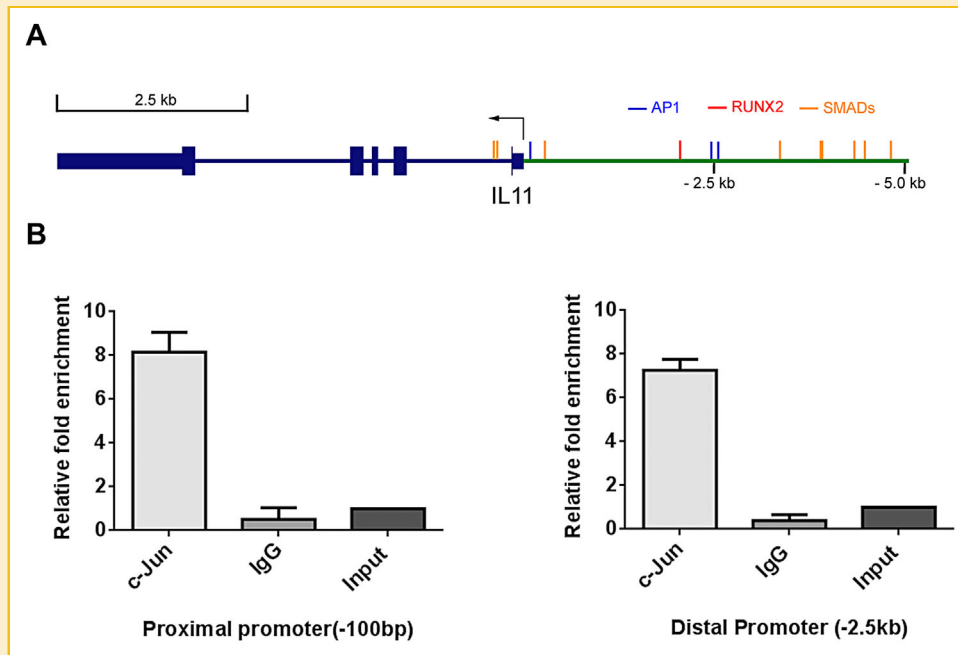 A
2.5 kb
AP1 RUNX2 SMADs
IL11
- 2.5 kb
- 5.0 kb
B
Relative fold enrichment
10
8
6
4
2
0
c-Jun
IgG
Input
Proximal promoter(-100bp)
Relative fold enrichment
10
8
6
4
2
0
c-Jun
IgG
Input
Distal Promoter (-2.5kb)